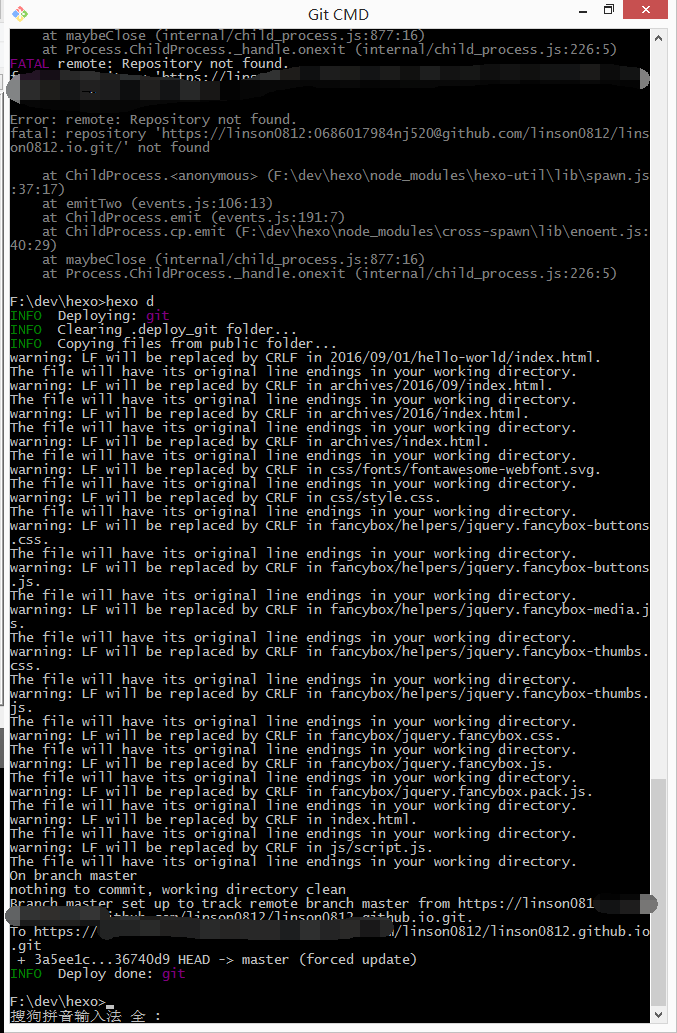 Git CMD
at maybeClose (internal/child_process.js:877:16)
at Process.ChildProcess._handle.onexit (internal/child_process.js:226:5)
FATAL remote: Repository not found.
'https://lins
Error: remote: Repository not found.
fatal: repository 'https://linson0812:0686017984nj520@github.com/linson0812/lins
on0812.io.git/' not found
at ChildProcess.<anonymous> (F:\dev\hexo\node_modules\hexo-util\lib\spawn.js
:37:17)
at emitTwo (events.js:106:13)
at ChildProcess.emit (events.js:191:7)
at ChildProcess.cp.emit (F:\dev\hexo\node_modules\cross-spawn\lib\enoent.js:
40:29)
at maybeClose (internal/child_process.js:877:16)
at Process.ChildProcess._handle.onexit (internal/child_process.js:226:5)
F:\dev\hexo>hexo d
INFO  Deploying: git
INFO  Clearing .deploy_git folder...
INFO  Copying files from public folder...
warning: LF will be replaced by CRLF in 2016/09/01/hello-world/index.html.
The file will have its original line endings in your working directory.
warning: LF will be replaced by CRLF in archives/2016/09/index.html.
The file will have its original line endings in your working directory.
warning: LF will be replaced by CRLF in archives/2016/index.html.
The file will have its original line endings in your working directory.
warning: LF will be replaced by CRLF in archives/index.html.
The file will have its original line endings in your working directory.
warning: LF will be replaced by CRLF in css/fonts/fontawesome-webfont.svg.
The file will have its original line endings in your working directory.
warning: LF will be replaced by CRLF in css/style.css.
The file will have its original line endings in your working directory.
warning: LF will be replaced by CRLF in fancybox/helpers/jquery.fancybox-buttons
.css.
The file will have its original line endings in your working directory.
warning: LF will be replaced by CRLF in fancybox/helpers/jquery.fancybox-buttons
.js.
The file will have its original line endings in your working directory.
warning: LF will be replaced by CRLF in fancybox/helpers/jquery.fancybox-media.j
s.
The file will have its original line endings in your working directory.
warning: LF will be replaced by CRLF in fancybox/helpers/jquery.fancybox-thumbs.
css.
The file will have its original line endings in your working directory.
warning: LF will be replaced by CRLF in fancybox/helpers/jquery.fancybox-thumbs.
js.
The file will have its original line endings in your working directory.
warning: LF will be replaced by CRLF in fancybox/jquery.fancybox.css.
The file will have its original line endings in your working directory.
warning: LF will be replaced by CRLF in fancybox/jquery.fancybox.js.
The file will have its original line endings in your working directory.
warning: LF will be replaced by CRLF in fancybox/jquery.fancybox.pack.js.
The file will have its original line endings in your working directory.
warning: LF will be replaced by CRLF in index.html.
The file will have its original line endings in your working directory.
warning: LF will be replaced by CRLF in js/script.js.
The file will have its original line endings in your working directory.
On branch master
nothing to commit, working directory clean
Branch master set up to track remote branch master from https://linson081
github.com/linson0812/linson0812.github.io.git.
To https:// /linson0812/linson0812.github.io
.git
+ 3a5ee1c...36740d9 HEAD -> master (forced update)
INFO  Deploy done: git
F:\dev\hexo>
搜狗拼音输入法 全 :